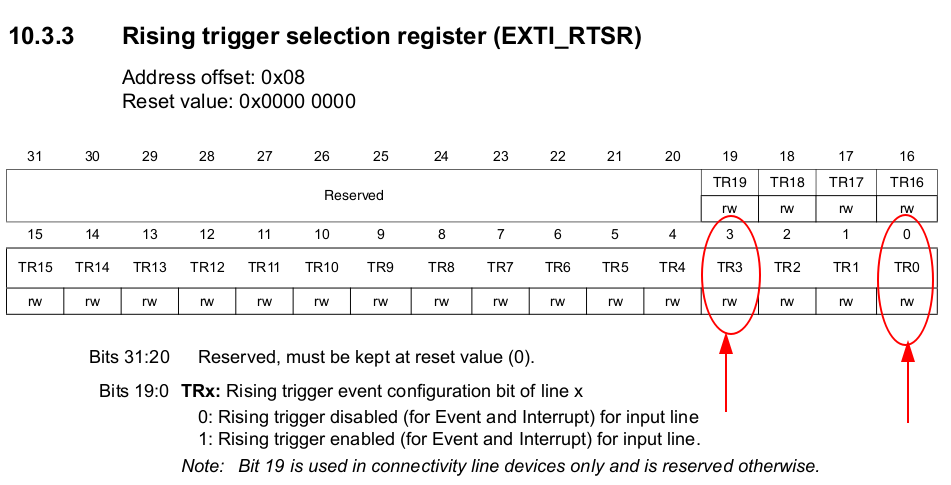 10.3.3 Rising trigger selection register (EXTI_RTSR)
Address offset: 0x08
Reset value: 0x0000 0000
31 30 29 28 27 26 25 24 23 22 21 20 19 18 17 16
Reserved TR19 TR18 TR17 TR16
rw rw rw rw
15 14 13 12 11 10 9 8 7 6 5 4 3 2 1 0
TR15 TR14 TR13 TR12 TR11 TR10 TR9 TR8 TR7 TR6 TR5 TR4 TR3 TR2 TR1 TR0
rw rw rw rw rw rw rw rw rw rw rw rw rw rw rw rw
Bits 31:20 Reserved, must be kept at reset value (0).
Bits 19:0 TRx: Rising trigger event configuration bit of line x
0: Rising trigger disabled (for Event and Interrupt) for input line
1: Rising trigger enabled (for Event and Interrupt) for input line.
Note: Bit 19 is used in connectivity line devices only and is reserved otherwise.